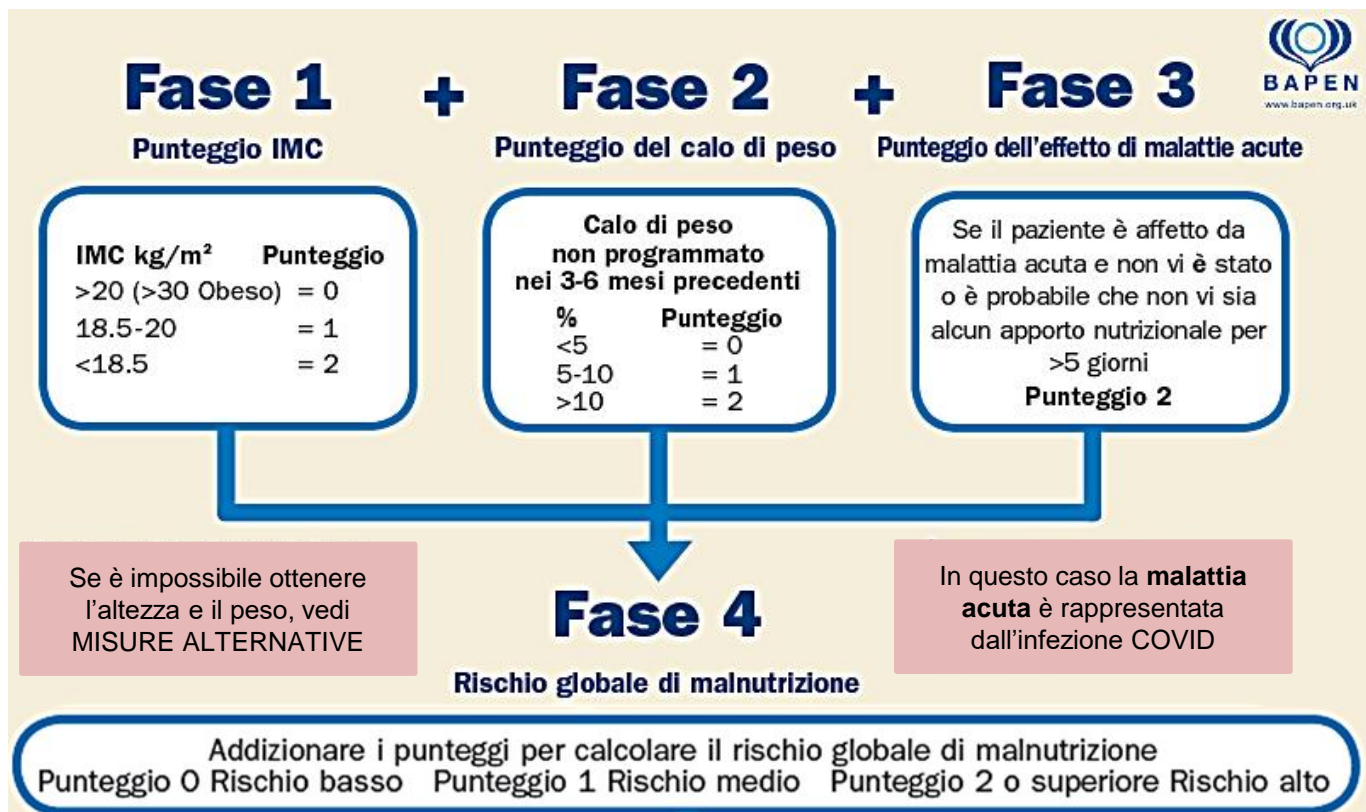 Fase 1 + Fase 2 + Fase 3
BAPEN
www.bapen.org.uk
Punteggio IMC
Punteggio del calo di peso
Punteggio dell'effetto di malattie acute
IMC kg/m² Punteggio
>20 (>30 Obeso) = 0
18.5-20 = 1
<18.5 = 2
Calo di peso
non programmato
nei 3-6 mesi precedenti
% Punteggio
<5 = 0
5-10 = 1
>10 = 2
Se il paziente è affetto da
malattia acuta e non vi è stato
o è probabile che non vi sia
alcun apporto nutrizionale per
>5 giorni
Punteggio 2
Se è impossibile ottenere
l'altezza e il peso, vedi
MISURE ALTERNATIVE
In questo caso la malattia
acuta è rappresentata
dall'infezione COVID
Fase 4
Rischio globale di malnutrizione
Addizionare i punteggi per calcolare il rischio globale di malnutrizione
Punteggio 0 Rischio basso Punteggio 1 Rischio medio Punteggio 2 o superiore Rischio alto